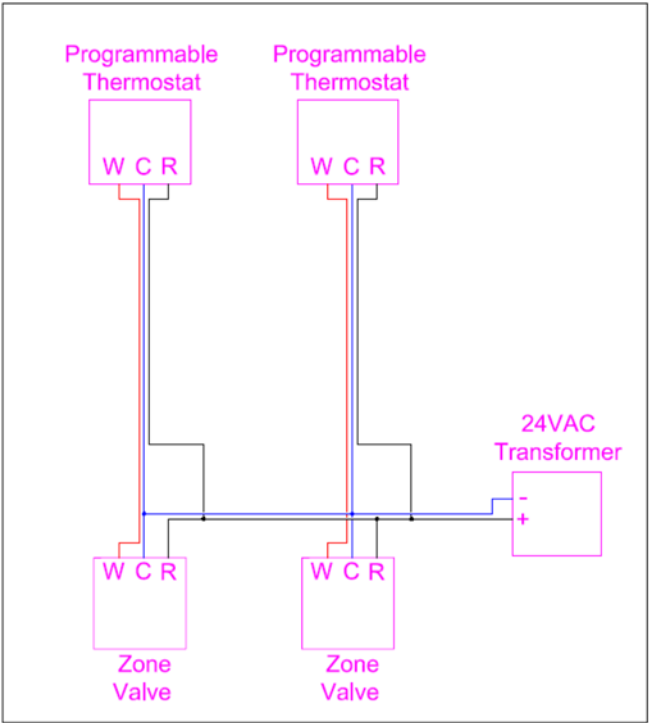 Programmable Programmable
Thermostat Thermostat
W C R W C R
24VAC
Transformer
-
+
W C R W C R
Zone Zone
Valve Valve